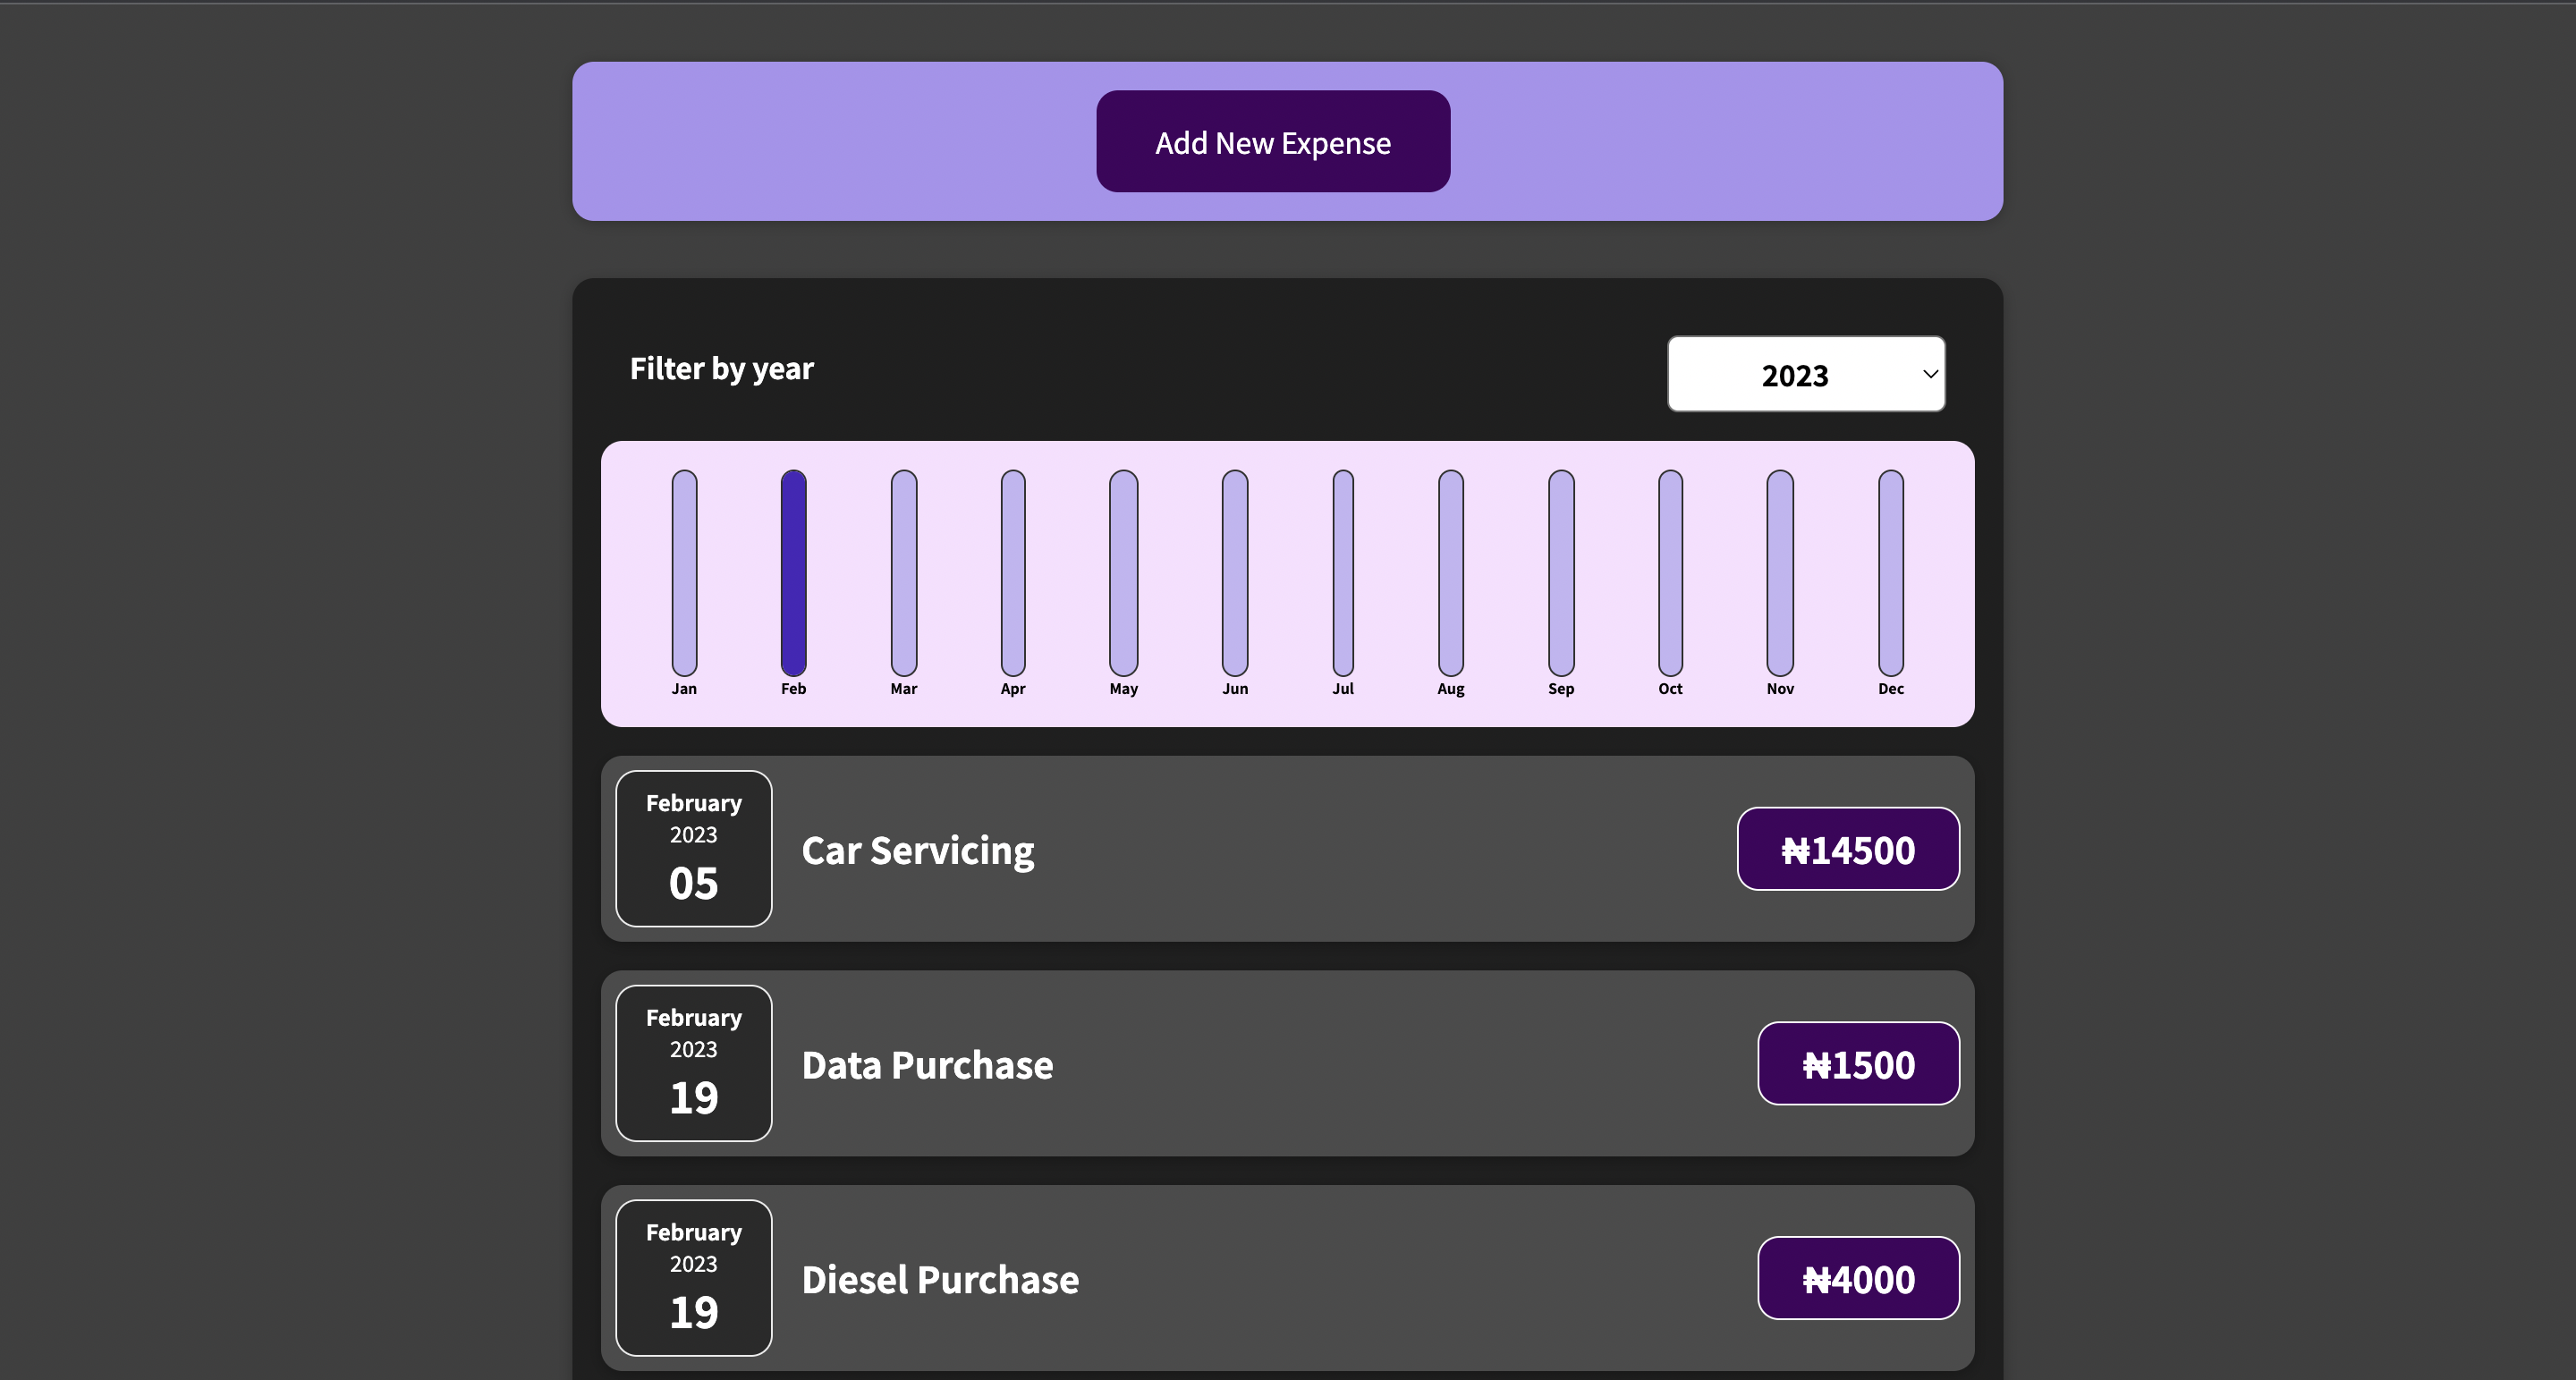 Add New Expense
Filter by year
2023
Jan Feb Mar Apr May Jun Jul Aug Sep Oct Nov Dec
February
2023
05
Car Servicing
₦14500
February
2023
19
Data Purchase
₦1500
February
2023
19
Diesel Purchase
₦4000